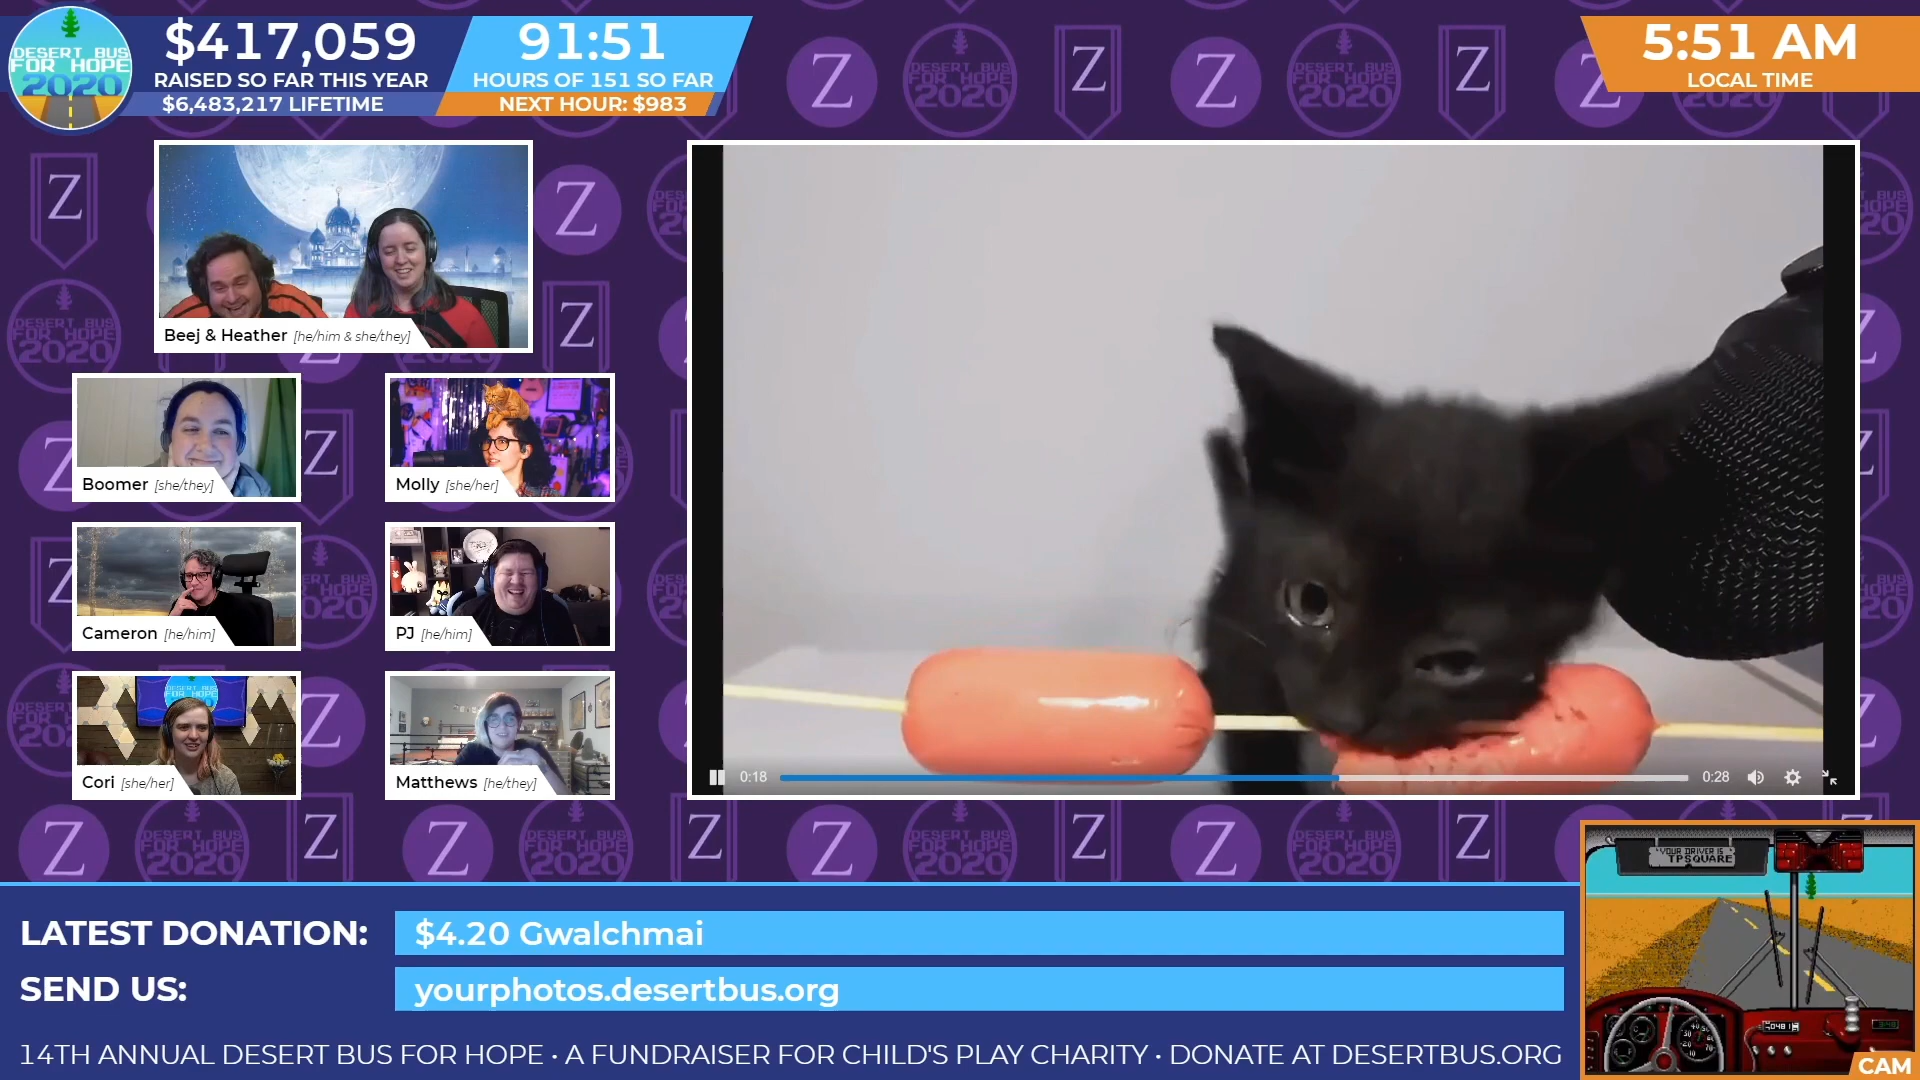 DESERT BUS
FOR HOPE
2020
$417,059
RAISED SO FAR THIS YEAR
$6,483,217 LIFETIME
91:51
HOURS OF 151 SO FAR
NEXT HOUR: $983
5:51 AM
LOCAL TIME
Beej & Heather [he/him & she/they]
Boomer [she/they]
Molly [she/her]
Cameron [he/him]
PJ [he/him]
Cori [she/her]
Matthews [he/they]
0:18
0:28
YOUR DRIVER IS
TPSQUARE
LATEST DONATION:
$4.20 Gwalchmai
SEND US:
yourphotos.desertbus.org
14TH ANNUAL DESERT BUS FOR HOPE • A FUNDRAISER FOR CHILD'S PLAY CHARITY • DONATE AT DESERTBUS.ORG
CAM